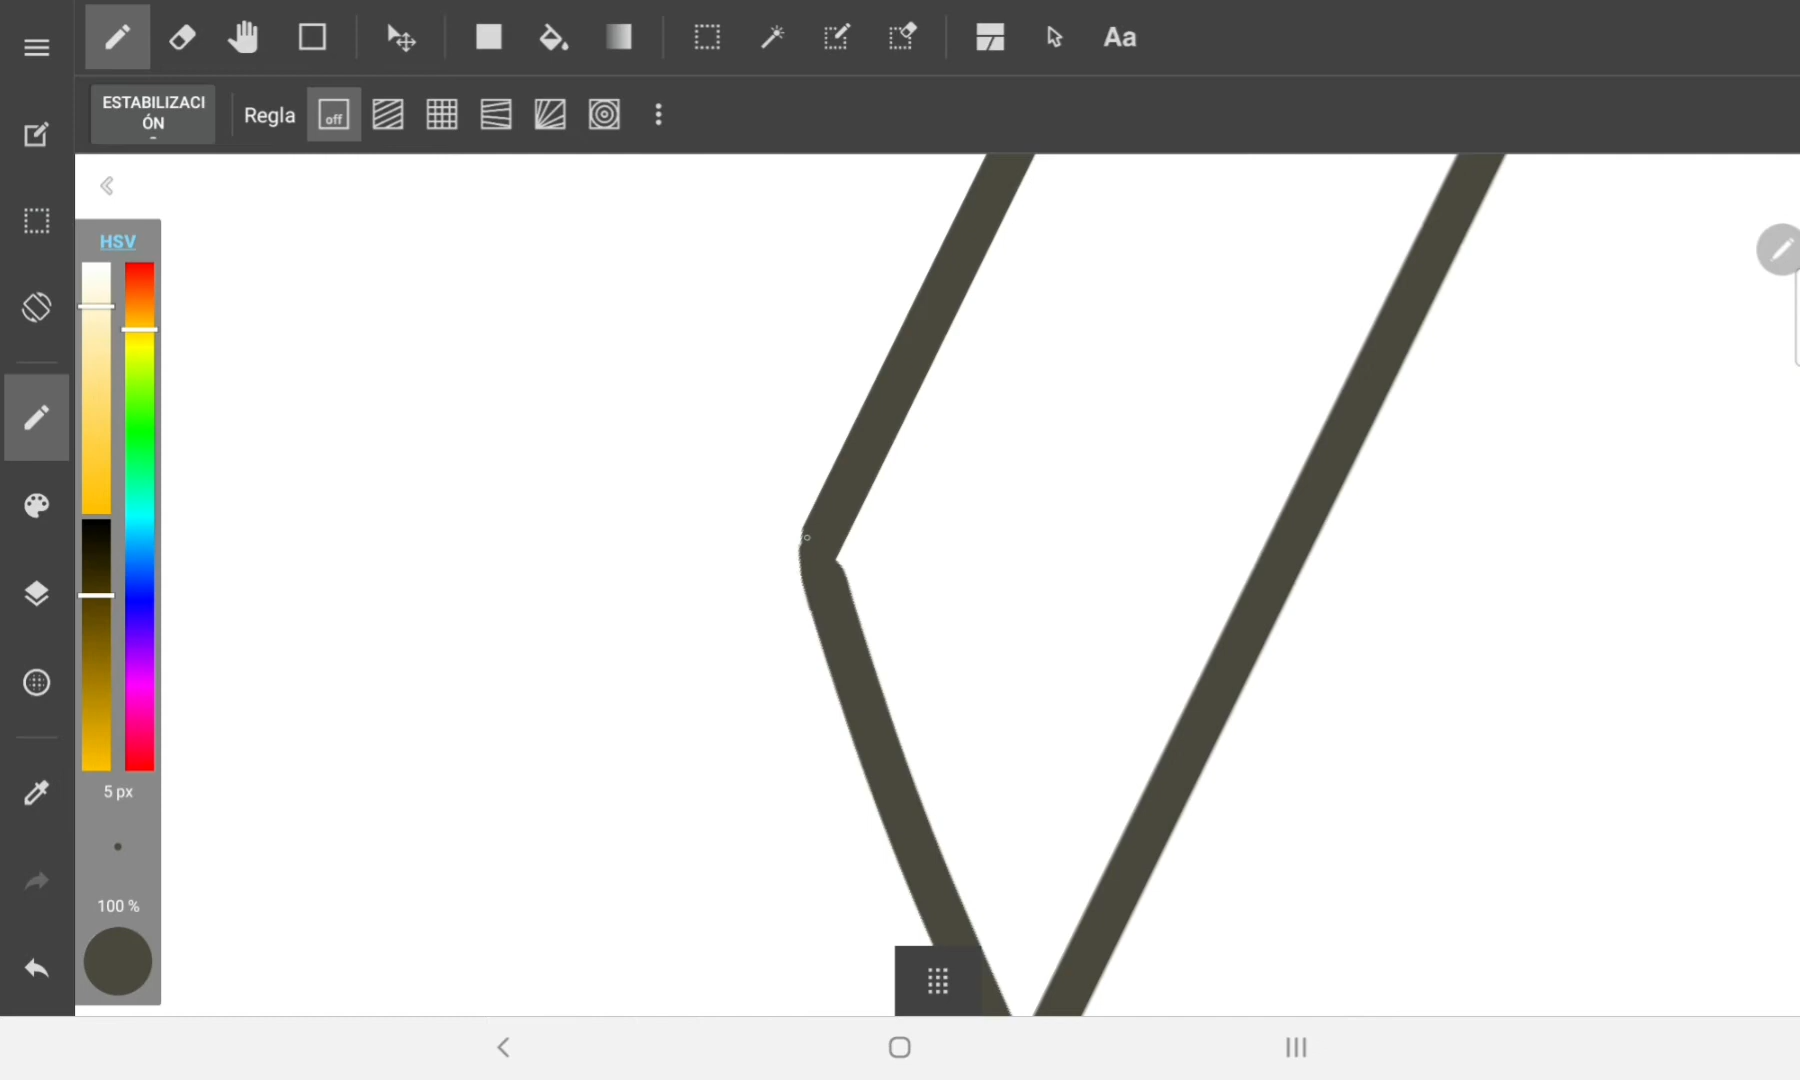 Aa
ESTABILIZACI
ÓN
Regla
off
HSV
5 px
100 %